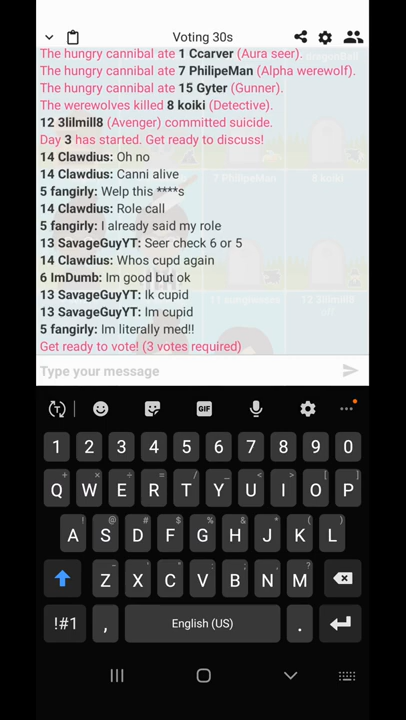 Voting 30s
The hungry cannibal ate 1 Ccarver (Aura seer).
The hungry cannibal ate 7 PhilipeMan (Alpha werewolf).
The hungry cannibal ate 15 Gyter (Gunner).
The werewolves killed 8 koiki (Detective).
12 3lilmill8 (Avenger) committed suicide.
Day 3 has started. Get ready to discuss!
14 Clawdius: Oh no
14 Clawdius: Canni alive
5 fangirly: Welp this ****s
14 Clawdius: Role call
5 fangirly: I already said my role
13 SavageGuyYT: Seer check 6 or 5
14 Clawdius: Whos cupd again
6 ImDumb: Im good but ok
13 SavageGuyYT: Ik cupid
13 SavageGuyYT: Im cupid
5 fangirly: Im literally med!!
Get ready to vote! (3 votes required)
Type your message
T GIF
1 2 3 4 5 6 7 8 9 0
Q W E R T Y U I O P
A S D F G H J K L
Z X C V B N M
!#1 , English (US) .